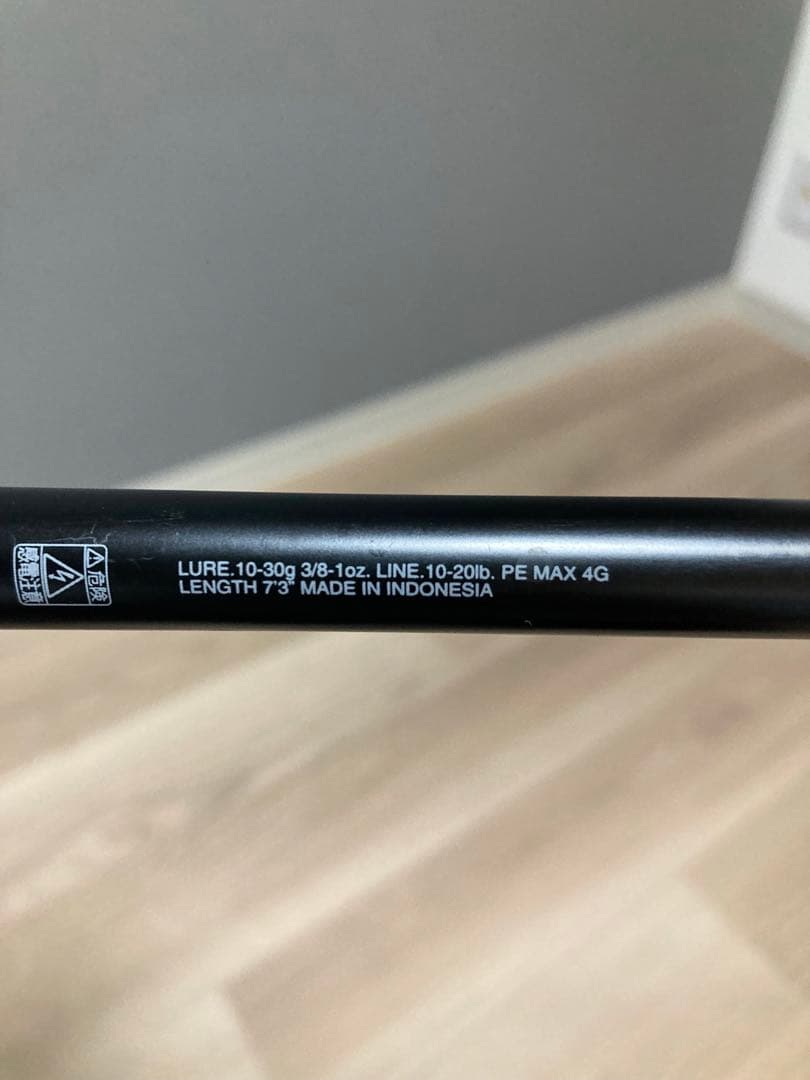 LURE.10-30g 3/8-1oz. LINE.10-20lb. PE MAX 4G
LENGTH 7'3" MADE IN INDONESIA
⚠危険
感電注意